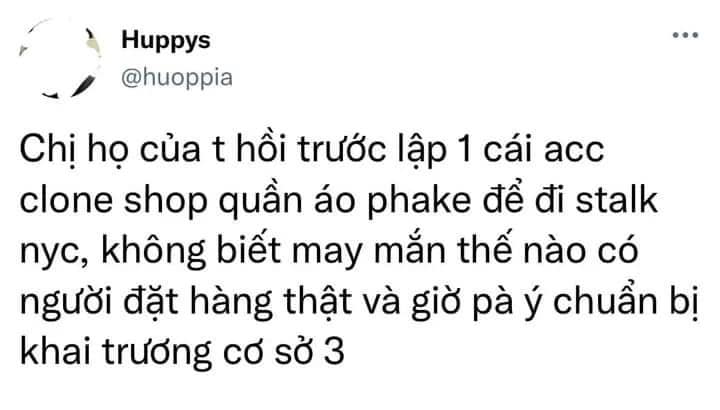 Huppys
@huoppia
Chị họ của t hồi trước lập 1 cái acc
clone shop quần áo phake để đi stalk
nyc, không biết may mắn thế nào có
người đặt hàng thật và giờ pà ý chuẩn bị
khai trương cơ sở 3